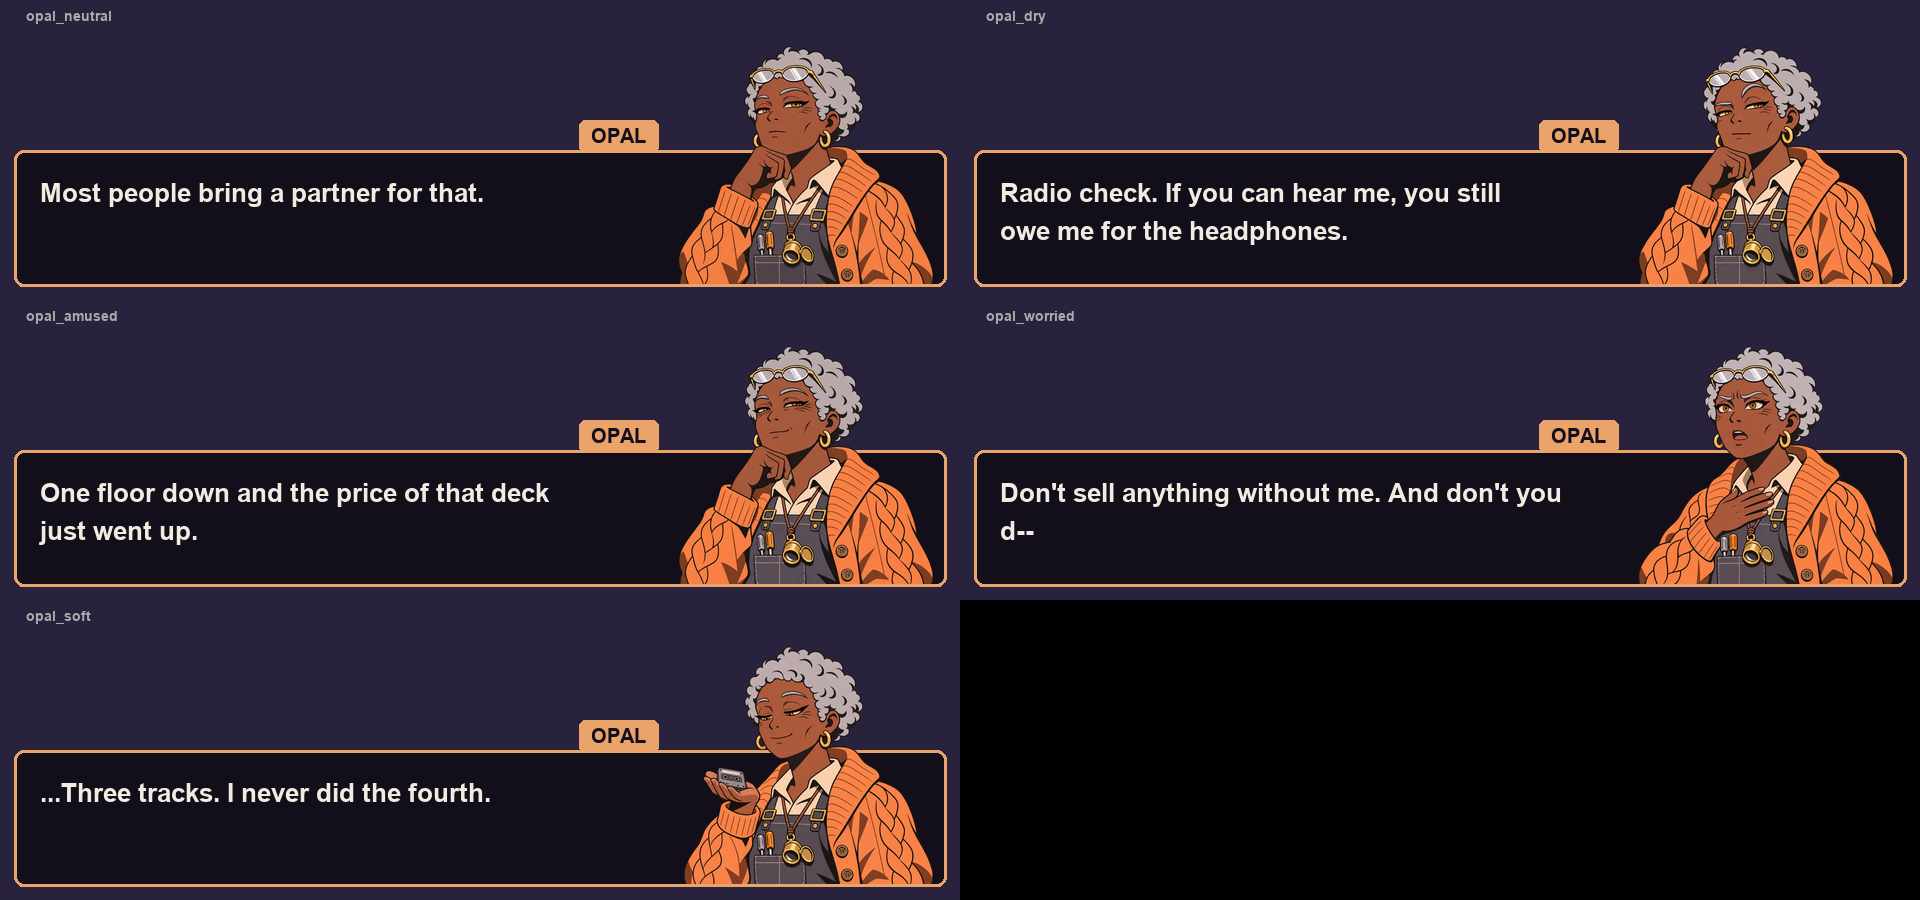 opal_neutral
OPAL
Most people bring a partner for that.
opal_dry
OPAL
Radio check. If you can hear me, you still
owe me for the headphones.
opal_amused
OPAL
One floor down and the price of that deck
just went up.
opal_worried
OPAL
Don't sell anything without me. And don't you
d--
opal_soft
OPAL
...Three tracks. I never did the fourth.